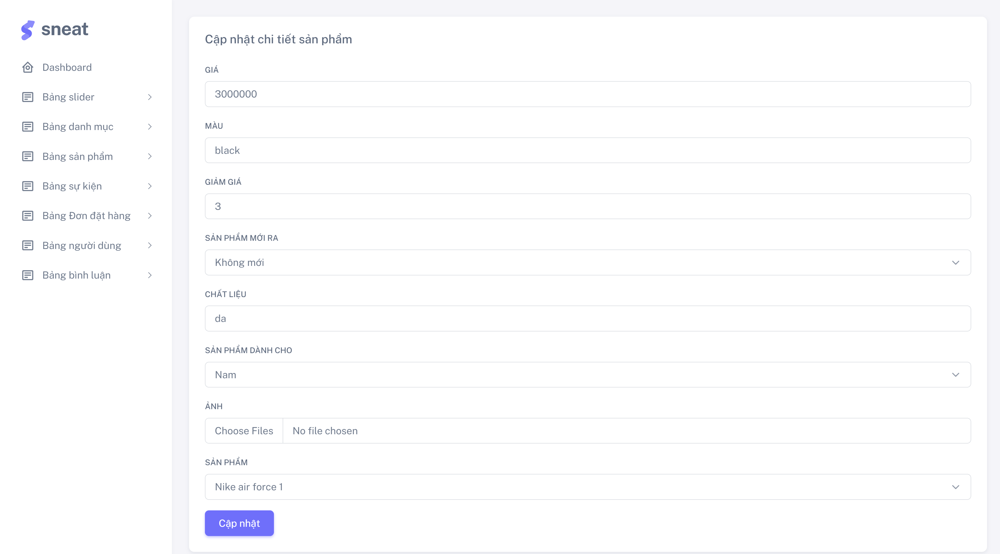 sneat
Dashboard
Bảng slider
Bảng danh mục
Bảng sản phẩm
Bảng sự kiện
Bảng Đơn đặt hàng
Bảng người dùng
Bảng bình luận
Cập nhật chi tiết sản phẩm
GIÁ
3000000
MÀU
black
GIẢM GIÁ
3
SẢN PHẨM MỚI RA
Không mới
CHẤT LIỆU
da
SẢN PHẨM DÀNH CHO
Nam
ẢNH
Choose Files No file chosen
SẢN PHẨM
Nike air force 1
Cập nhật